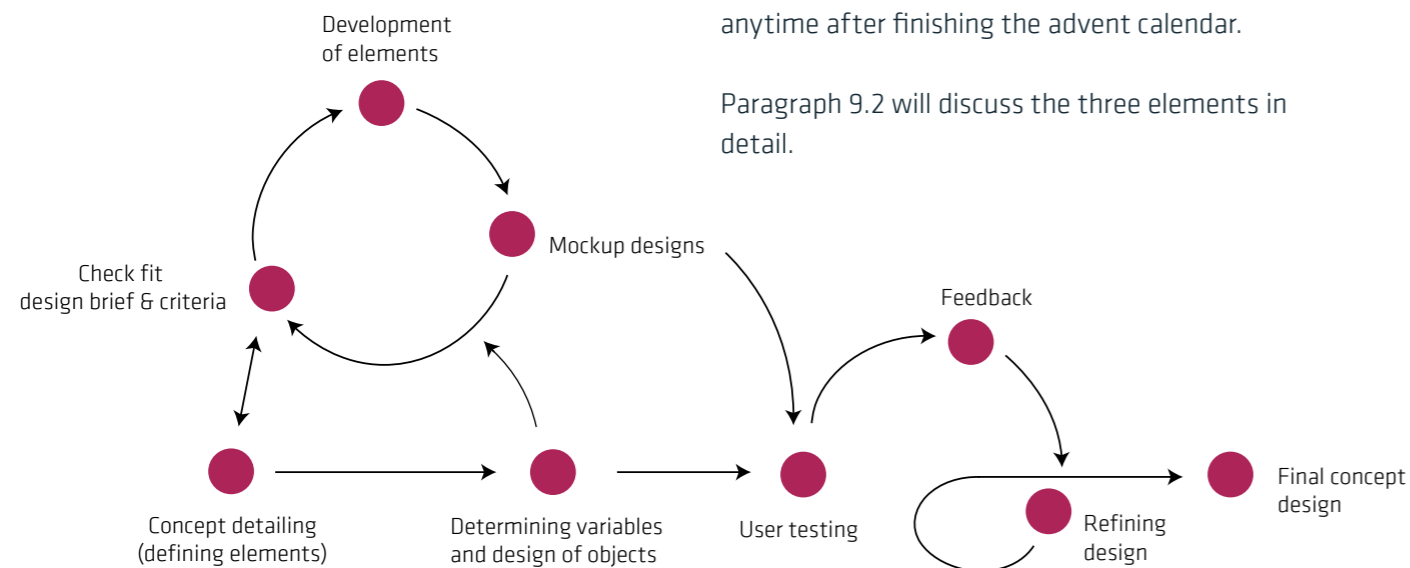 anytime after finishing the advent calendar.
Paragraph 9.2 will discuss the three elements in
detail.
Development
of elements
Mockup designs
Check fit
design brief & criteria
Feedback
Concept detailing
(defining elements)
Determining variables
and design of objects
User testing
Refining
design
Final concept
design